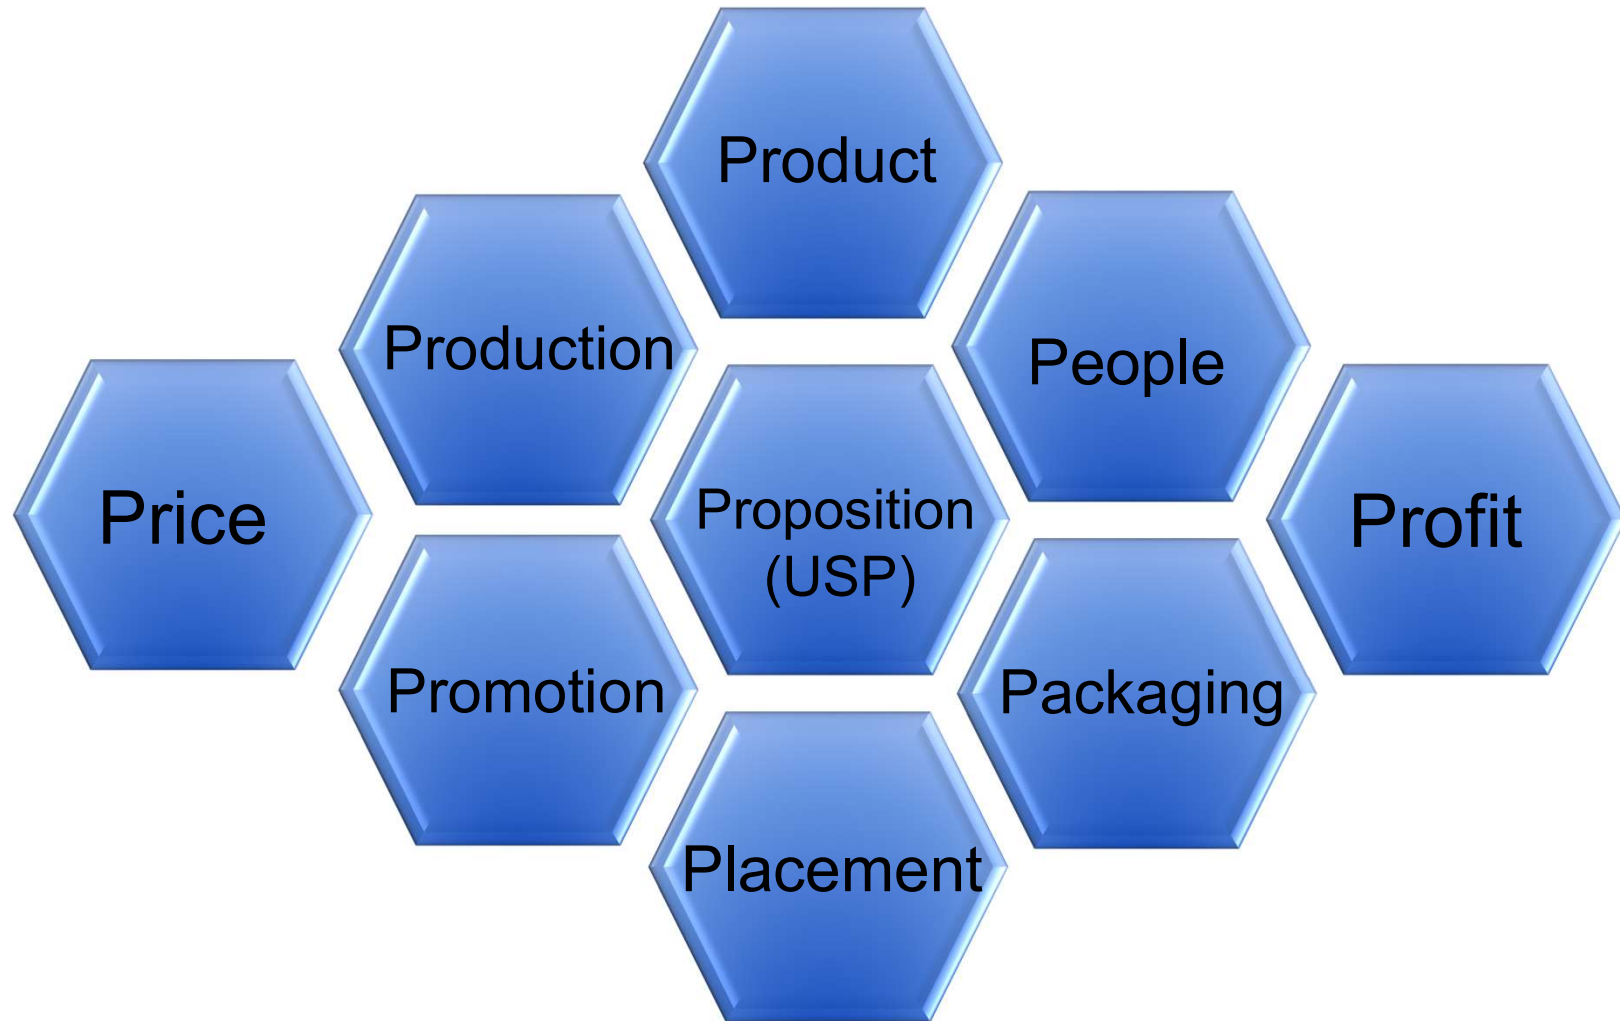 Product
Production
People
Price
Proposition
(USP)
Profit
Promotion
Packaging
Placement